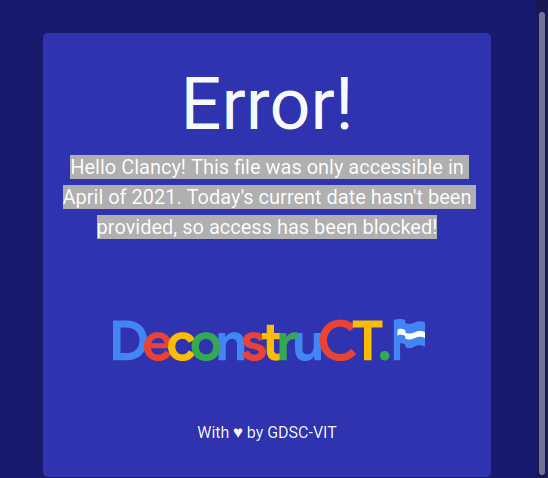 Error!
Hello Clancy! This file was only accessible in
April of 2021. Today's current date hasn't been
provided, so access has been blocked!
DeconstruCT.F
With ♥ by GDSC-VIT